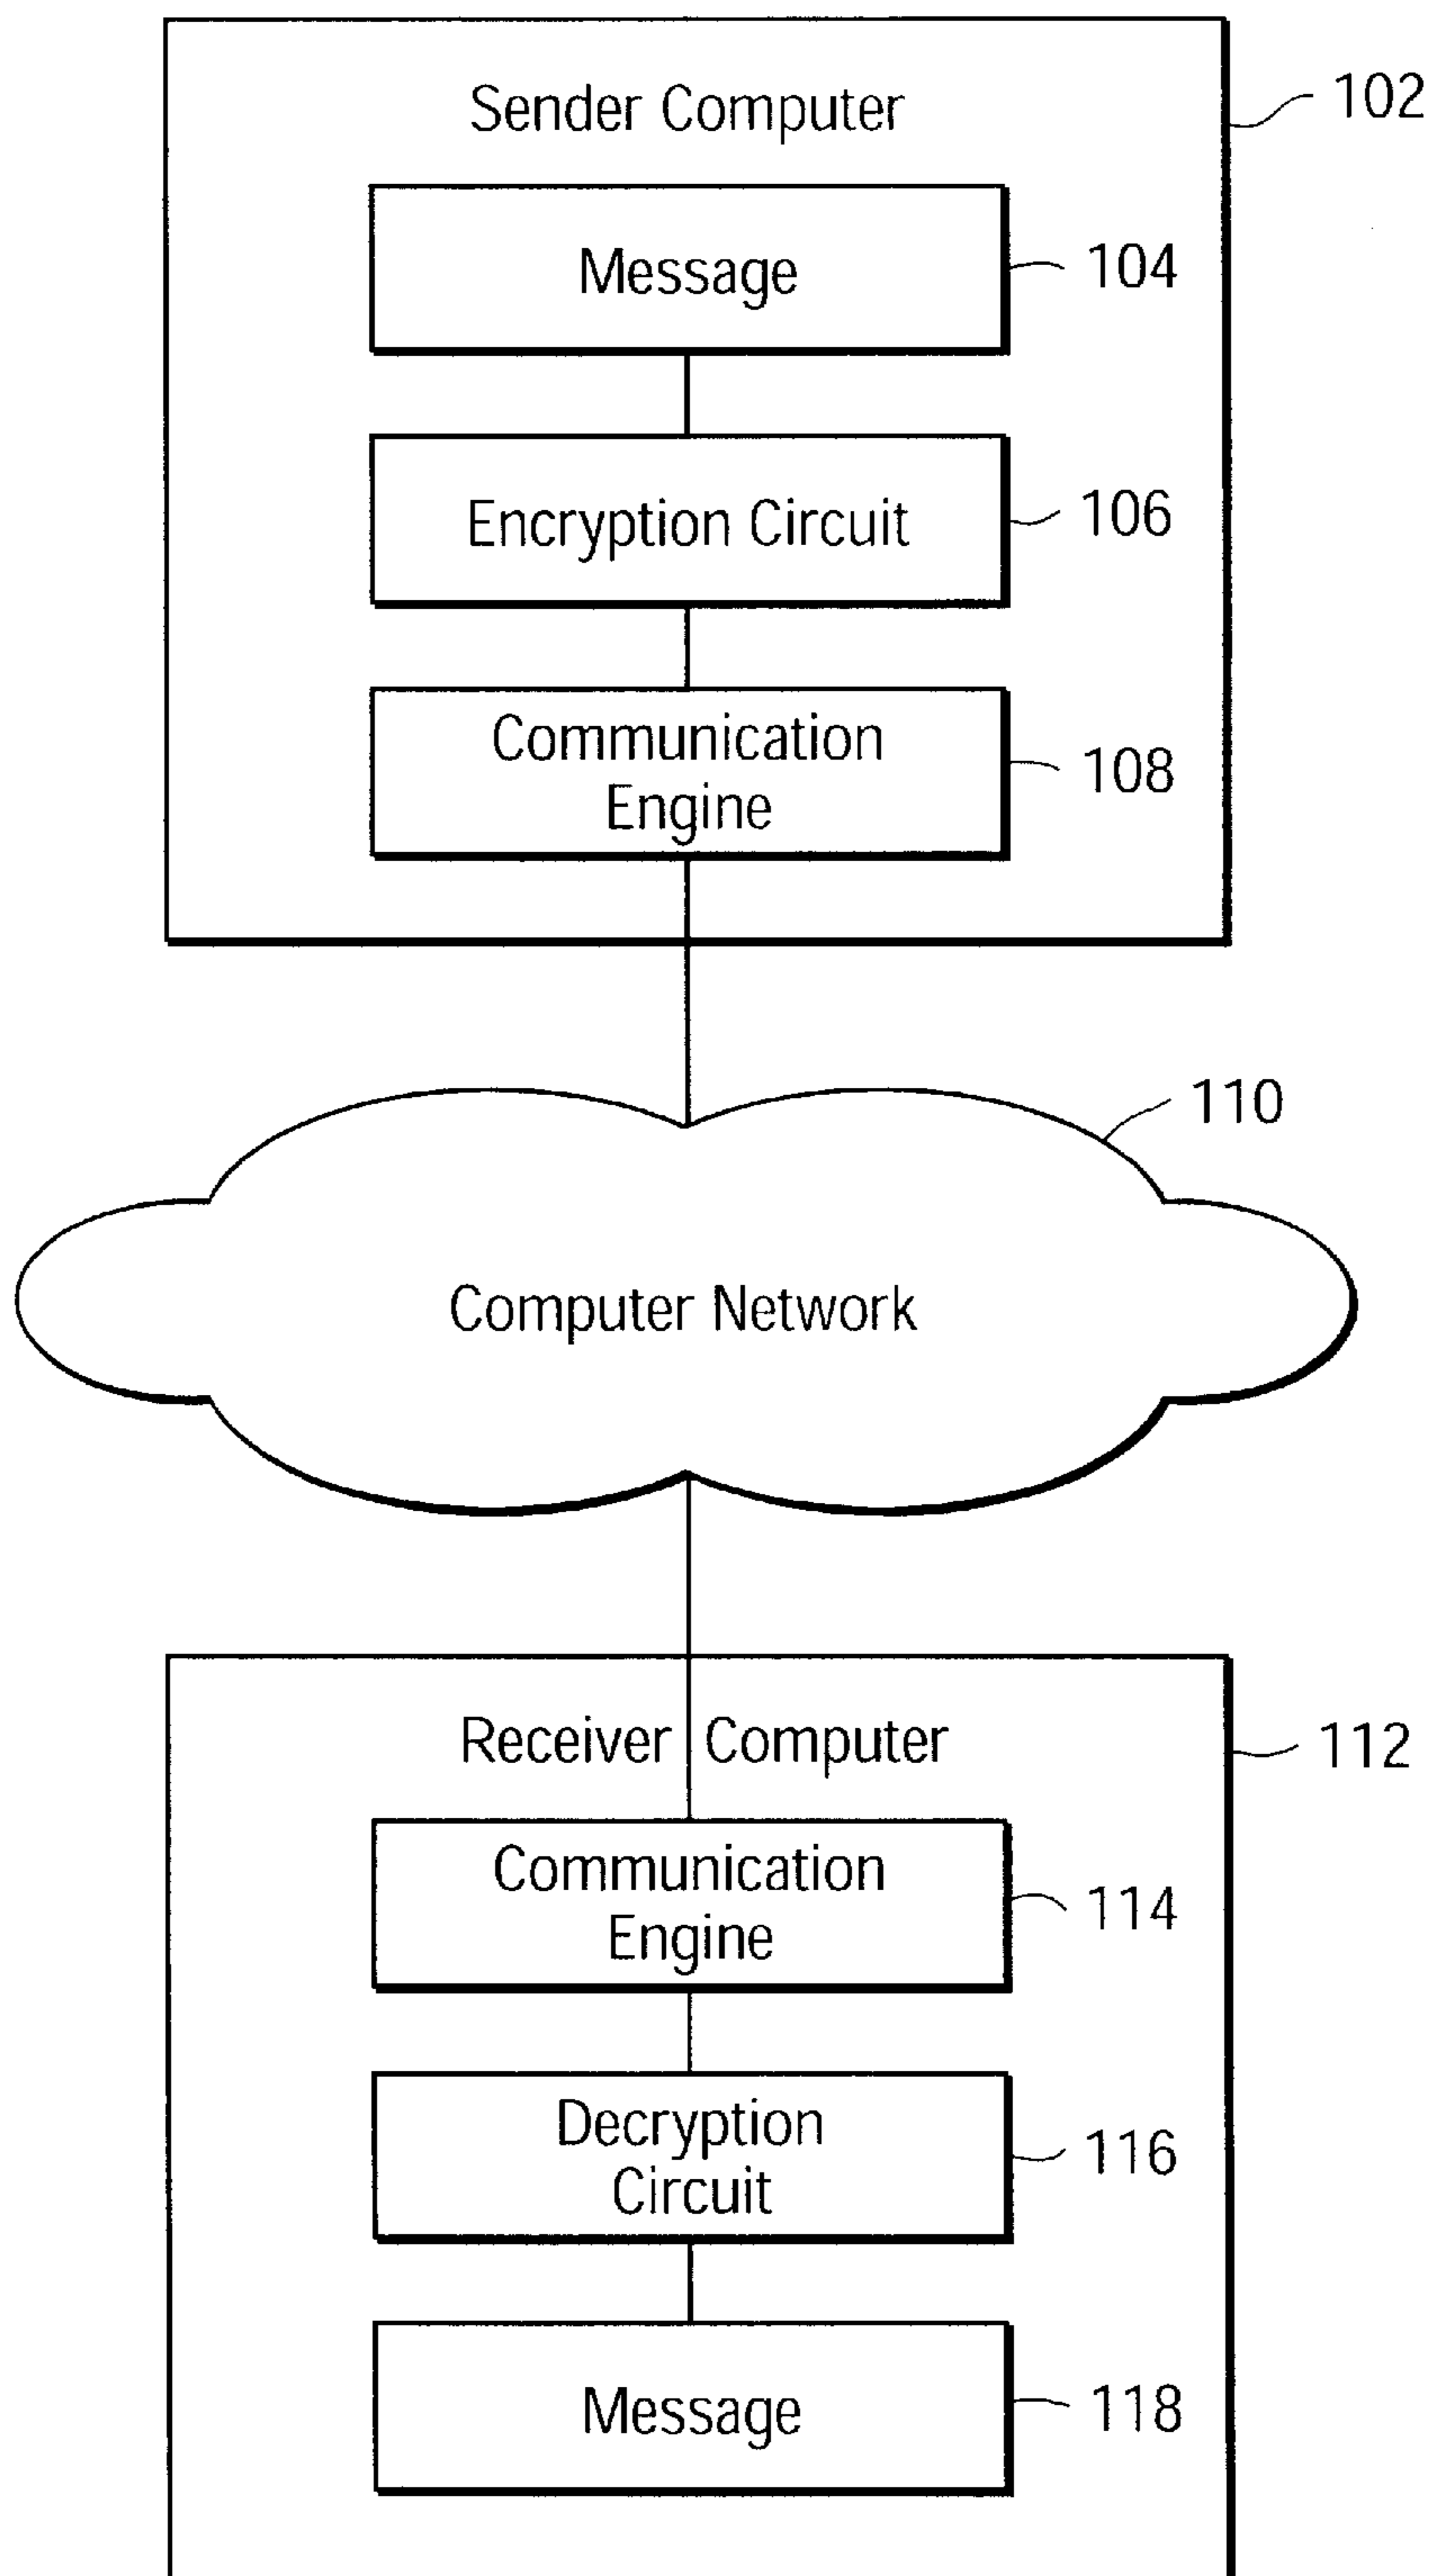 Sender Computer
102
Message
104
Encryption Circuit
106
Communication
Engine
108
110
Computer Network
Receiver Computer
112
Communication
Engine
114
Decryption
Circuit
116
Message
118